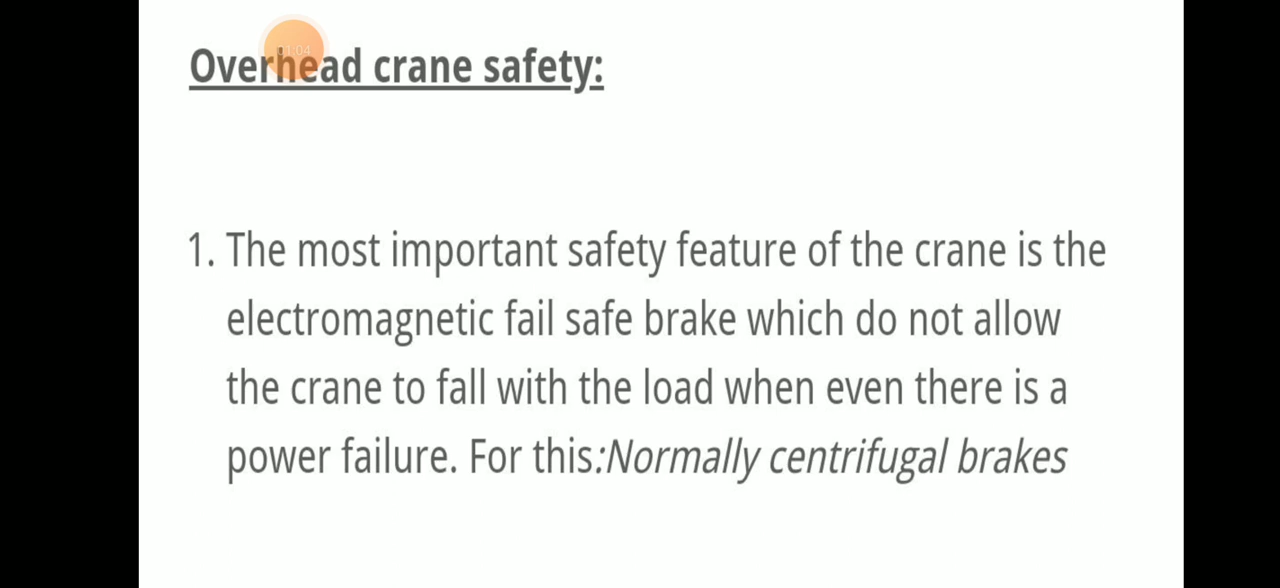 Overhead crane safety:
01:04
1. The most important safety feature of the crane is the
electromagnetic fail safe brake which do not allow
the crane to fall with the load when even there is a
power failure. For this:Normally centrifugal brakes